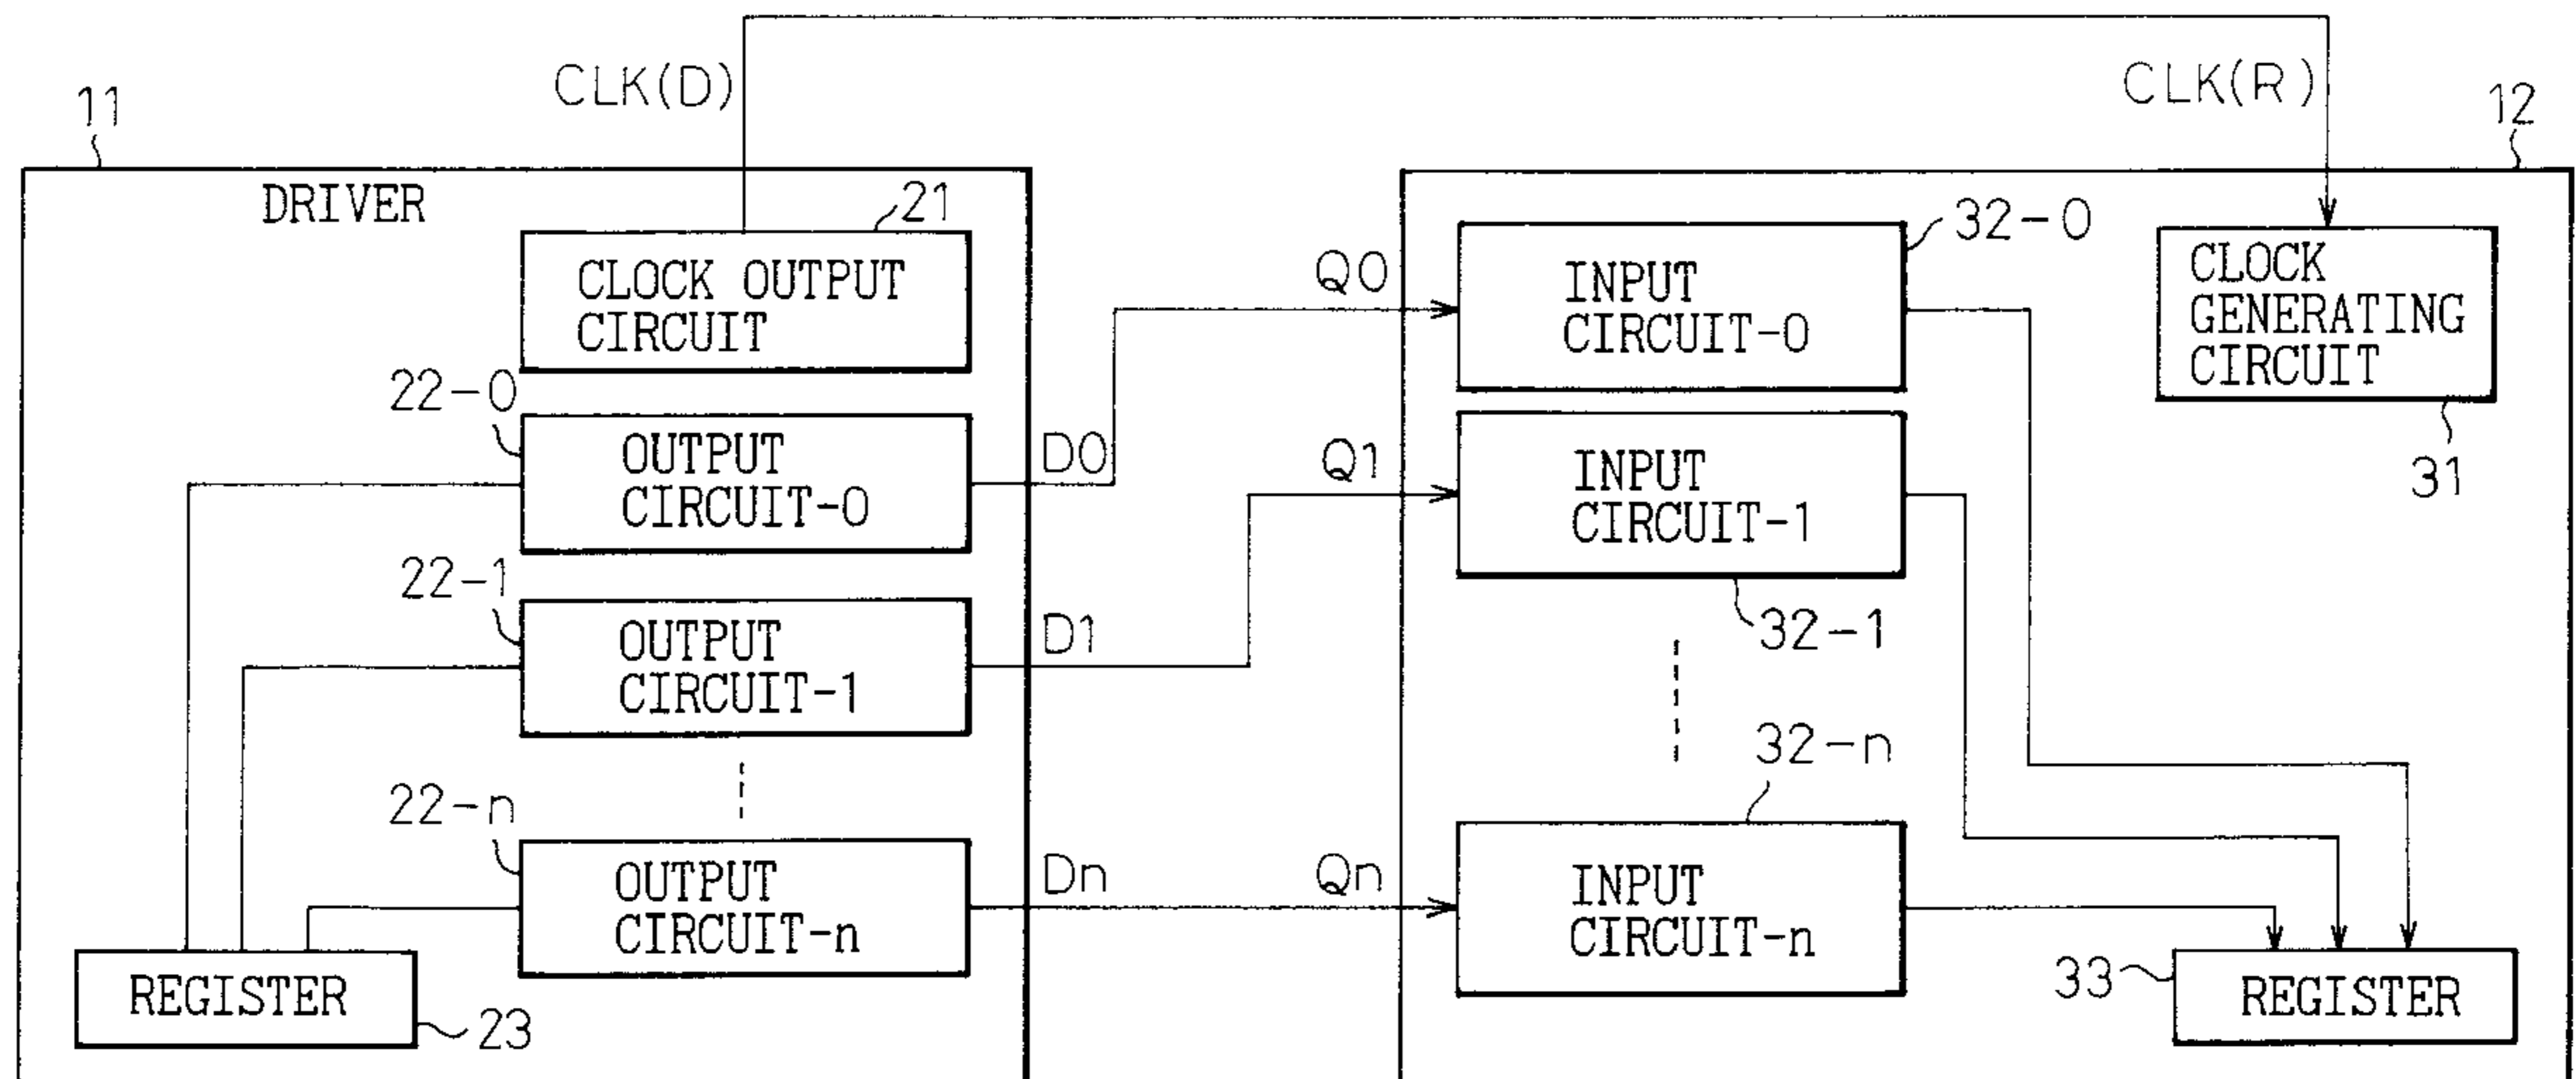 CLK(D)
CLK(R)
11
12
DRIVER
21
CLOCK OUTPUT
CIRCUIT
22-0
OUTPUT
CIRCUIT-0
D0
22-1
OUTPUT
CIRCUIT-1
D1
22-n
OUTPUT
CIRCUIT-n
Dn
REGISTER
23
Q0
INPUT
CIRCUIT-0
32-0
CLOCK
GENERATING
CIRCUIT
31
Q1
INPUT
CIRCUIT-1
32-1
32-n
Qn
INPUT
CIRCUIT-n
33
REGISTER